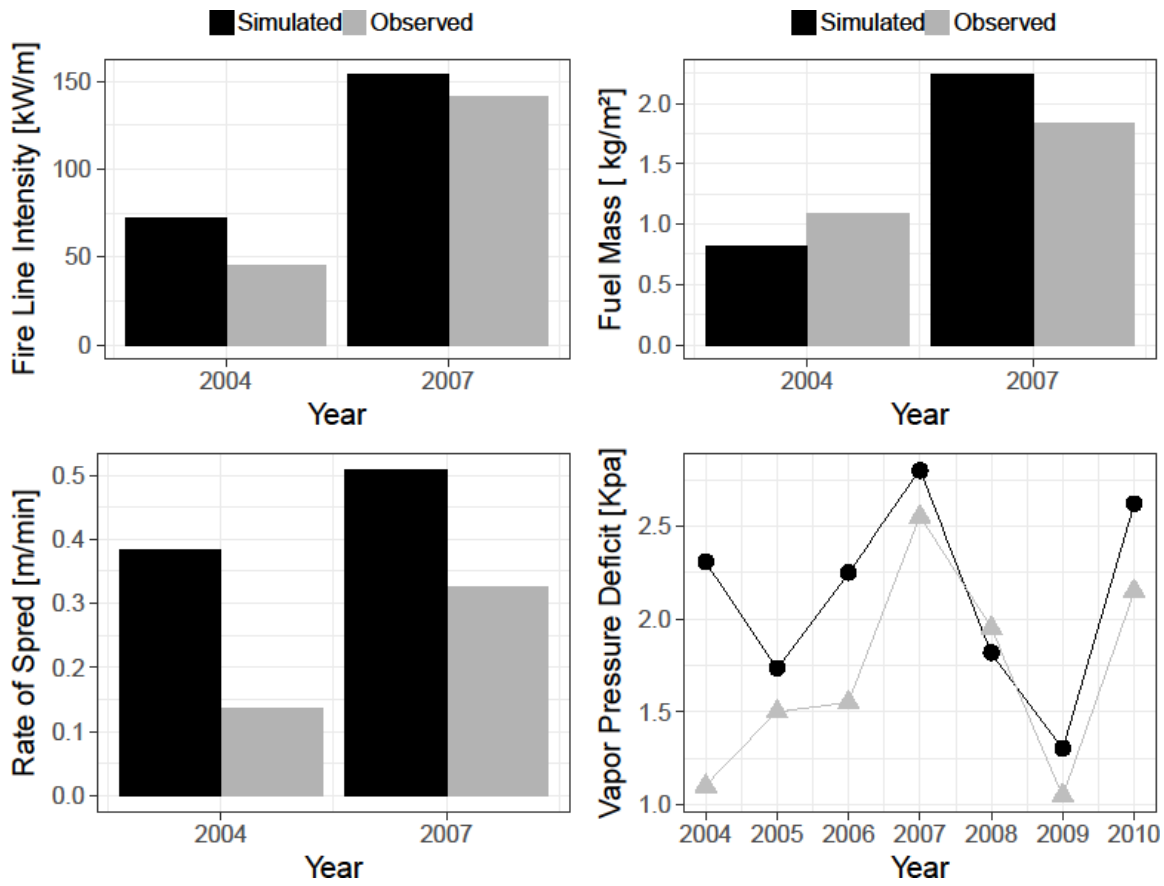 Simulated Observed
Fire Line Intensity [kW/m]
150
100
50
0
2004 2007
Year
Simulated Observed
Fuel Mass [ kg/m²]
2.0
1.5
1.0
0.5
0.0
2004 2007
Year
Rate of Spred [m/min]
0.5
0.4
0.3
0.2
0.1
0.0
2004 2007
Year
Vapor Pressure Deficit [Kpa]
2.5
2.0
1.5
1.0
2004 2005 2006 2007 2008 2009 2010
Year